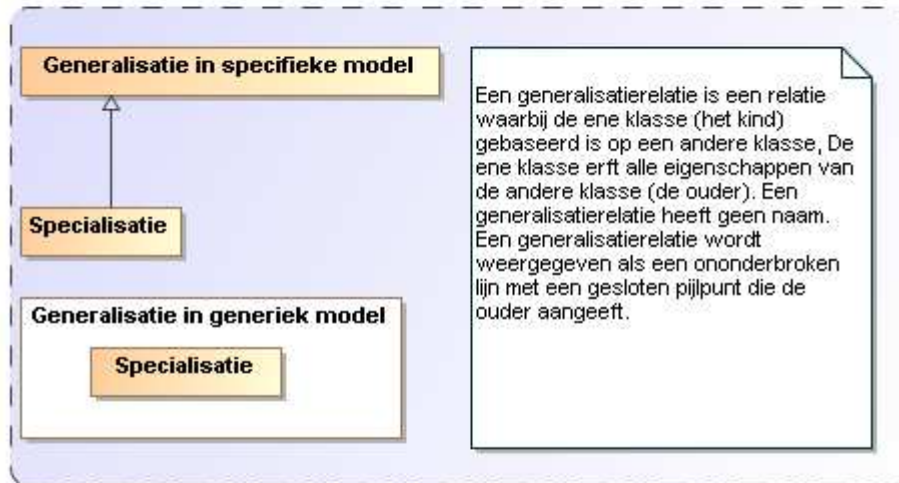 Generalisatie in specifieke model
Specialisatie
Generalisatie in generiek model
Specialisatie
Een generalisatierelatie is een relatie
waarbij de ene klasse (het kind)
gebaseerd is op een andere klasse, De
ene klasse erft alle eigenschappen van
de andere klasse (de ouder). Een
generalisatierelatie heeft geen naam.
Een generalisatierelatie wordt
weergegeven als een ononderbroken
lijn met een gesloten pijlpunt die de
ouder aangeeft.